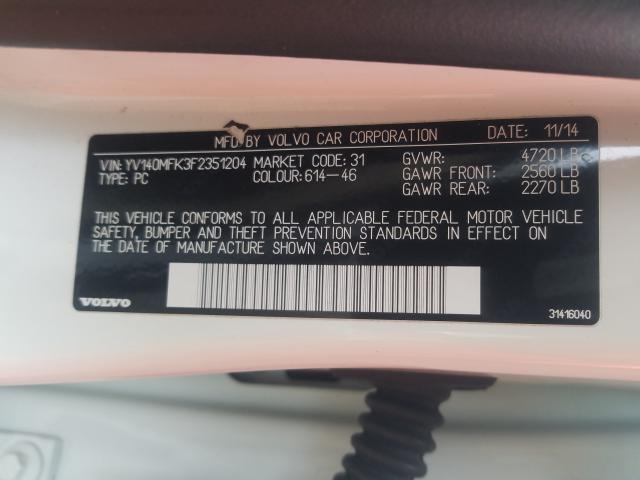 MFD BY VOLVO CAR CORPORATION DATE: 11/14
VIN: YV140MFK3F2351204 MARKET CODE: 31 GVWR: 4720 LB
TYPE: PC COLOUR: 614-46 GAWR FRONT: 2560 LB
GAWR REAR: 2270 LB
THIS VEHICLE CONFORMS TO ALL APPLICABLE FEDERAL MOTOR VEHICLE
SAFETY, BUMPER AND THEFT PREVENTION STANDARDS IN EFFECT ON
THE DATE OF MANUFACTURE SHOWN ABOVE.
VOLVO 31416040